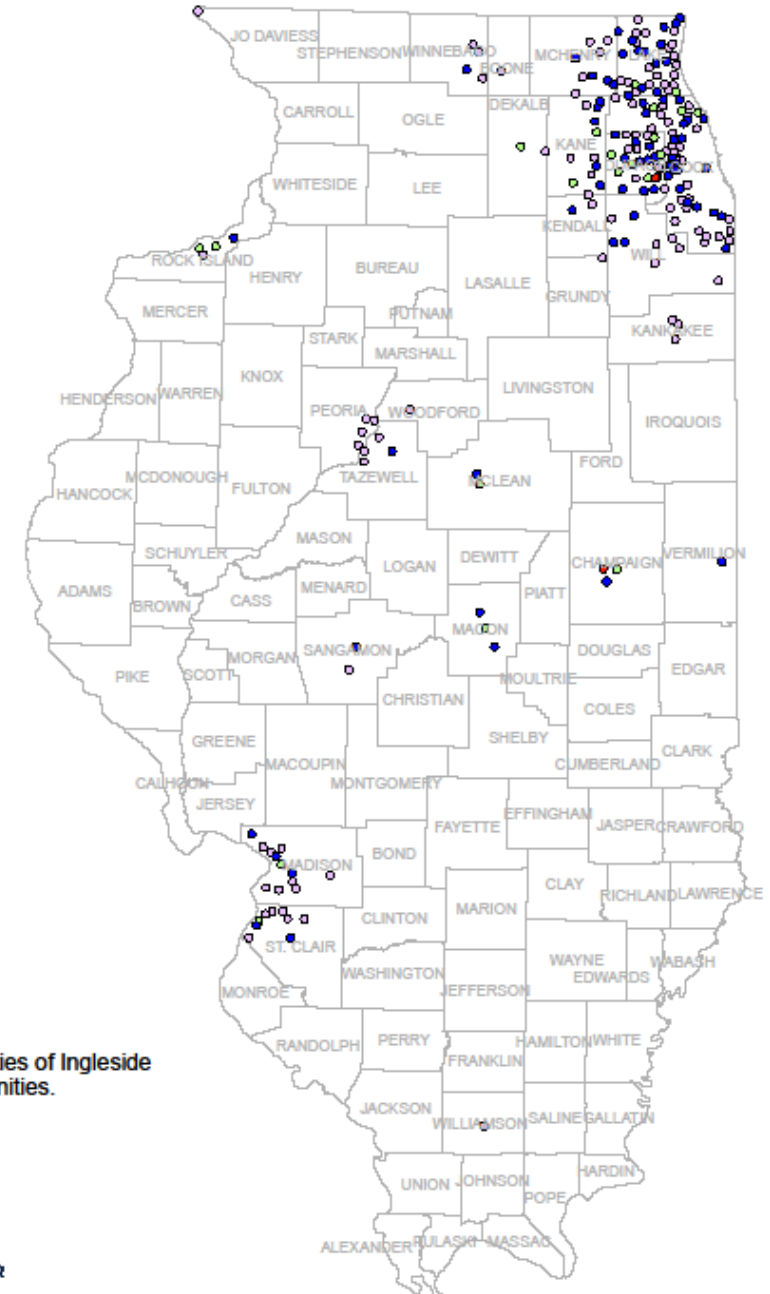 JO DAVIESS
STEPHENSON
WINNEBAGO
BOONE
MCHENRY
LAKE
CARROLL
OGLE
DEKALB
KANE
COOK
WHITESIDE
LEE
KENDALL
ROCK ISLAND
HENRY
BUREAU
LASALLE
WILL
GRUNDY
MERCER
PUTNAM
KANKAKEE
STARK
MARSHALL
KNOX
HENDERSON
WARREN
PEORIA
WOODFORD
LIVINGSTON
IROQUOIS
MCDONOUGH
HANCOCK
FULTON
TAZEWELL
MCLEAN
FORD
MASON
SCHUYLER
LOGAN
DEWITT
CHAMPAIGN
VERMILION
ADAMS
BROWN
CASS
MENARD
PIATT
MACON
PIKE
SCOTT
MORGAN
SANGAMON
MOULTRIE
DOUGLAS
EDGAR
CHRISTIAN
COLES
GREENE
SHELBY
CUMBERLAND
CLARK
MACOUPIN
MONTGOMERY
CALHOUN
JERSEY
FAYETTE
EFFINGHAM
JASPER
CRAWFORD
MADISON
BOND
CLAY
RICHLAND
LAWRENCE
MARION
CLINTON
ST. CLAIR
WAYNE
EDWARDS
WABASH
WASHINGTON
JEFFERSON
MONROE
RANDOLPH
PERRY
HAMILTON
WHITE
FRANKLIN
ties of Ingleside
nities.
JACKSON
WILLIAMSON
SALINE
GALLATIN
UNION
JOHNSON
HARDIN
POPE
ALEXANDER
PULASKI
MASSAC